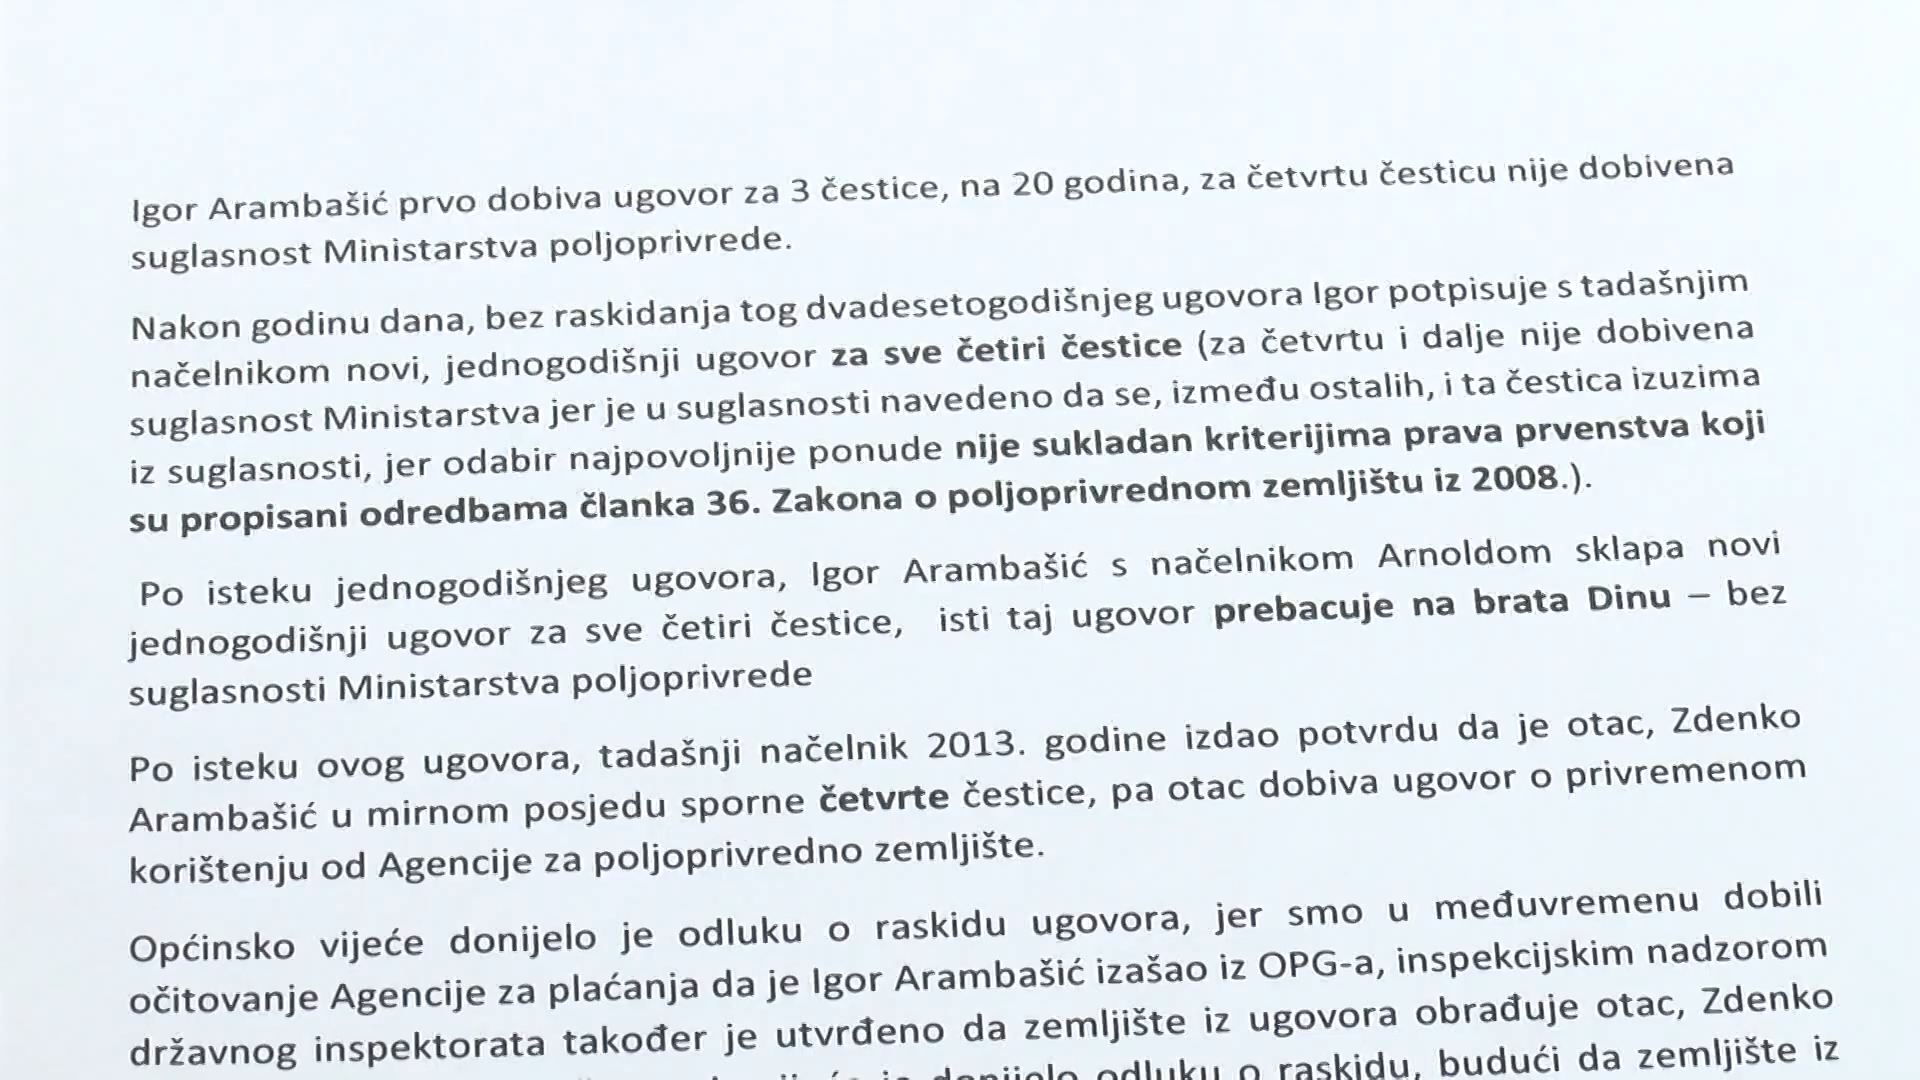 Igor Arambašić prvo dobiva ugovor za 3 čestice, na 20 godina, za četvrtu česticu nije dobivena
suglasnost Ministarstva poljoprivrede.
Nakon godinu dana, bez raskidanja tog dvadesetogodišnjeg ugovora Igor potpisuje s tadašnjim
načelnikom novi, jednogodišnji ugovor za sve četiri čestice (za četvrtu i dalje nije dobivena
suglasnost Ministarstva jer je u suglasnosti navedeno da se, između ostalih, i ta čestica izuzima
iz suglasnosti, jer odabir najpovoljnije ponude nije sukladan kriterijima prava prvenstva koji
su propisani odredbama članka 36. Zakona o poljoprivrednom zemljištu iz 2008.).
Po isteku jednogodišnjeg ugovora, Igor Arambašić s načelnikom Arnoldom sklapa novi
jednogodišnji ugovor za sve četiri čestice, isti taj ugovor prebacuje na brata Dinu – bez
suglasnosti Ministarstva poljoprivrede
Po isteku ovog ugovora, tadašnji načelnik 2013. godine izdao potvrdu da je otac, Zdenko
Arambašić u mirnom posjedu sporne četvrte čestice, pa otac dobiva ugovor o privremenom
korištenju od Agencije za poljoprivredno zemljište.
Općinsko vijeće donijelo je odluku o raskidu ugovora, jer smo u međuvremenu dobili
očitovanje Agencije za plaćanja da je Igor Arambašić izašao iz OPG-a, inspekcijskim nadzorom
državnog inspektorata također je utvrđeno da zemljište iz ugovora obrađuje otac, Zdenko
donijelo odluku o raskidu, budući da zemljište iz